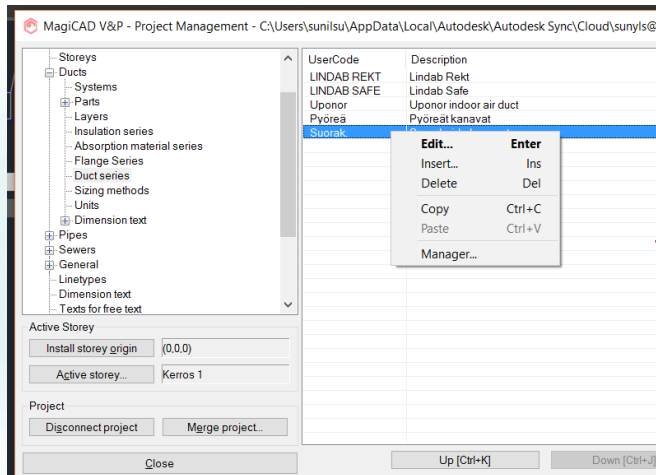 MagiCAD V&P - Project Management - C:\Users\sunilsu\AppData\Local\Autodesk\Autodesk Sync\Cloud\sunyls@
Storeys
Ducts
Systems
Parts
Layers
Insulation series
Absorption material series
Flange Series
Duct series
Sizing methods
Units
Dimension text
Pipes
Sewers
General
Linetypes
Dimension text
Texts for free text
UserCode Description
LINDAB REKT Lindab Rekt
LINDAB SAFE Lindab Safe
Uponor Uponor indoor air duct
Pyöreä Pyöreät kanavat
Suorak.
Edit... Enter
Insert... Ins
Delete Del
Copy Ctrl+C
Paste Ctrl+V
Manager...
Active Storey
Install storey origin (0,0,0)
Active storey... Kerros 1
Project
Disconnect project Merge project...
Close
Up [Ctrl+K] Down [Ctrl+J]